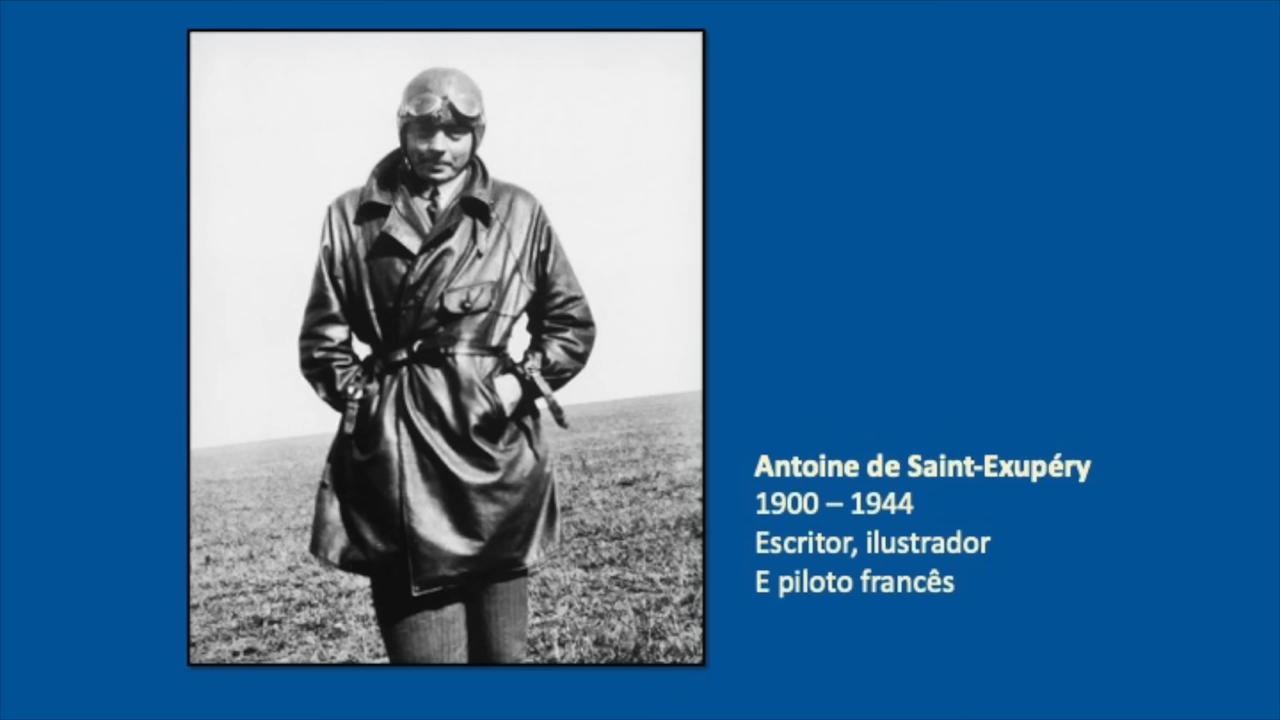 Antoine de Saint-Exupéry
1900 – 1944
Escritor, ilustrador
E piloto francês